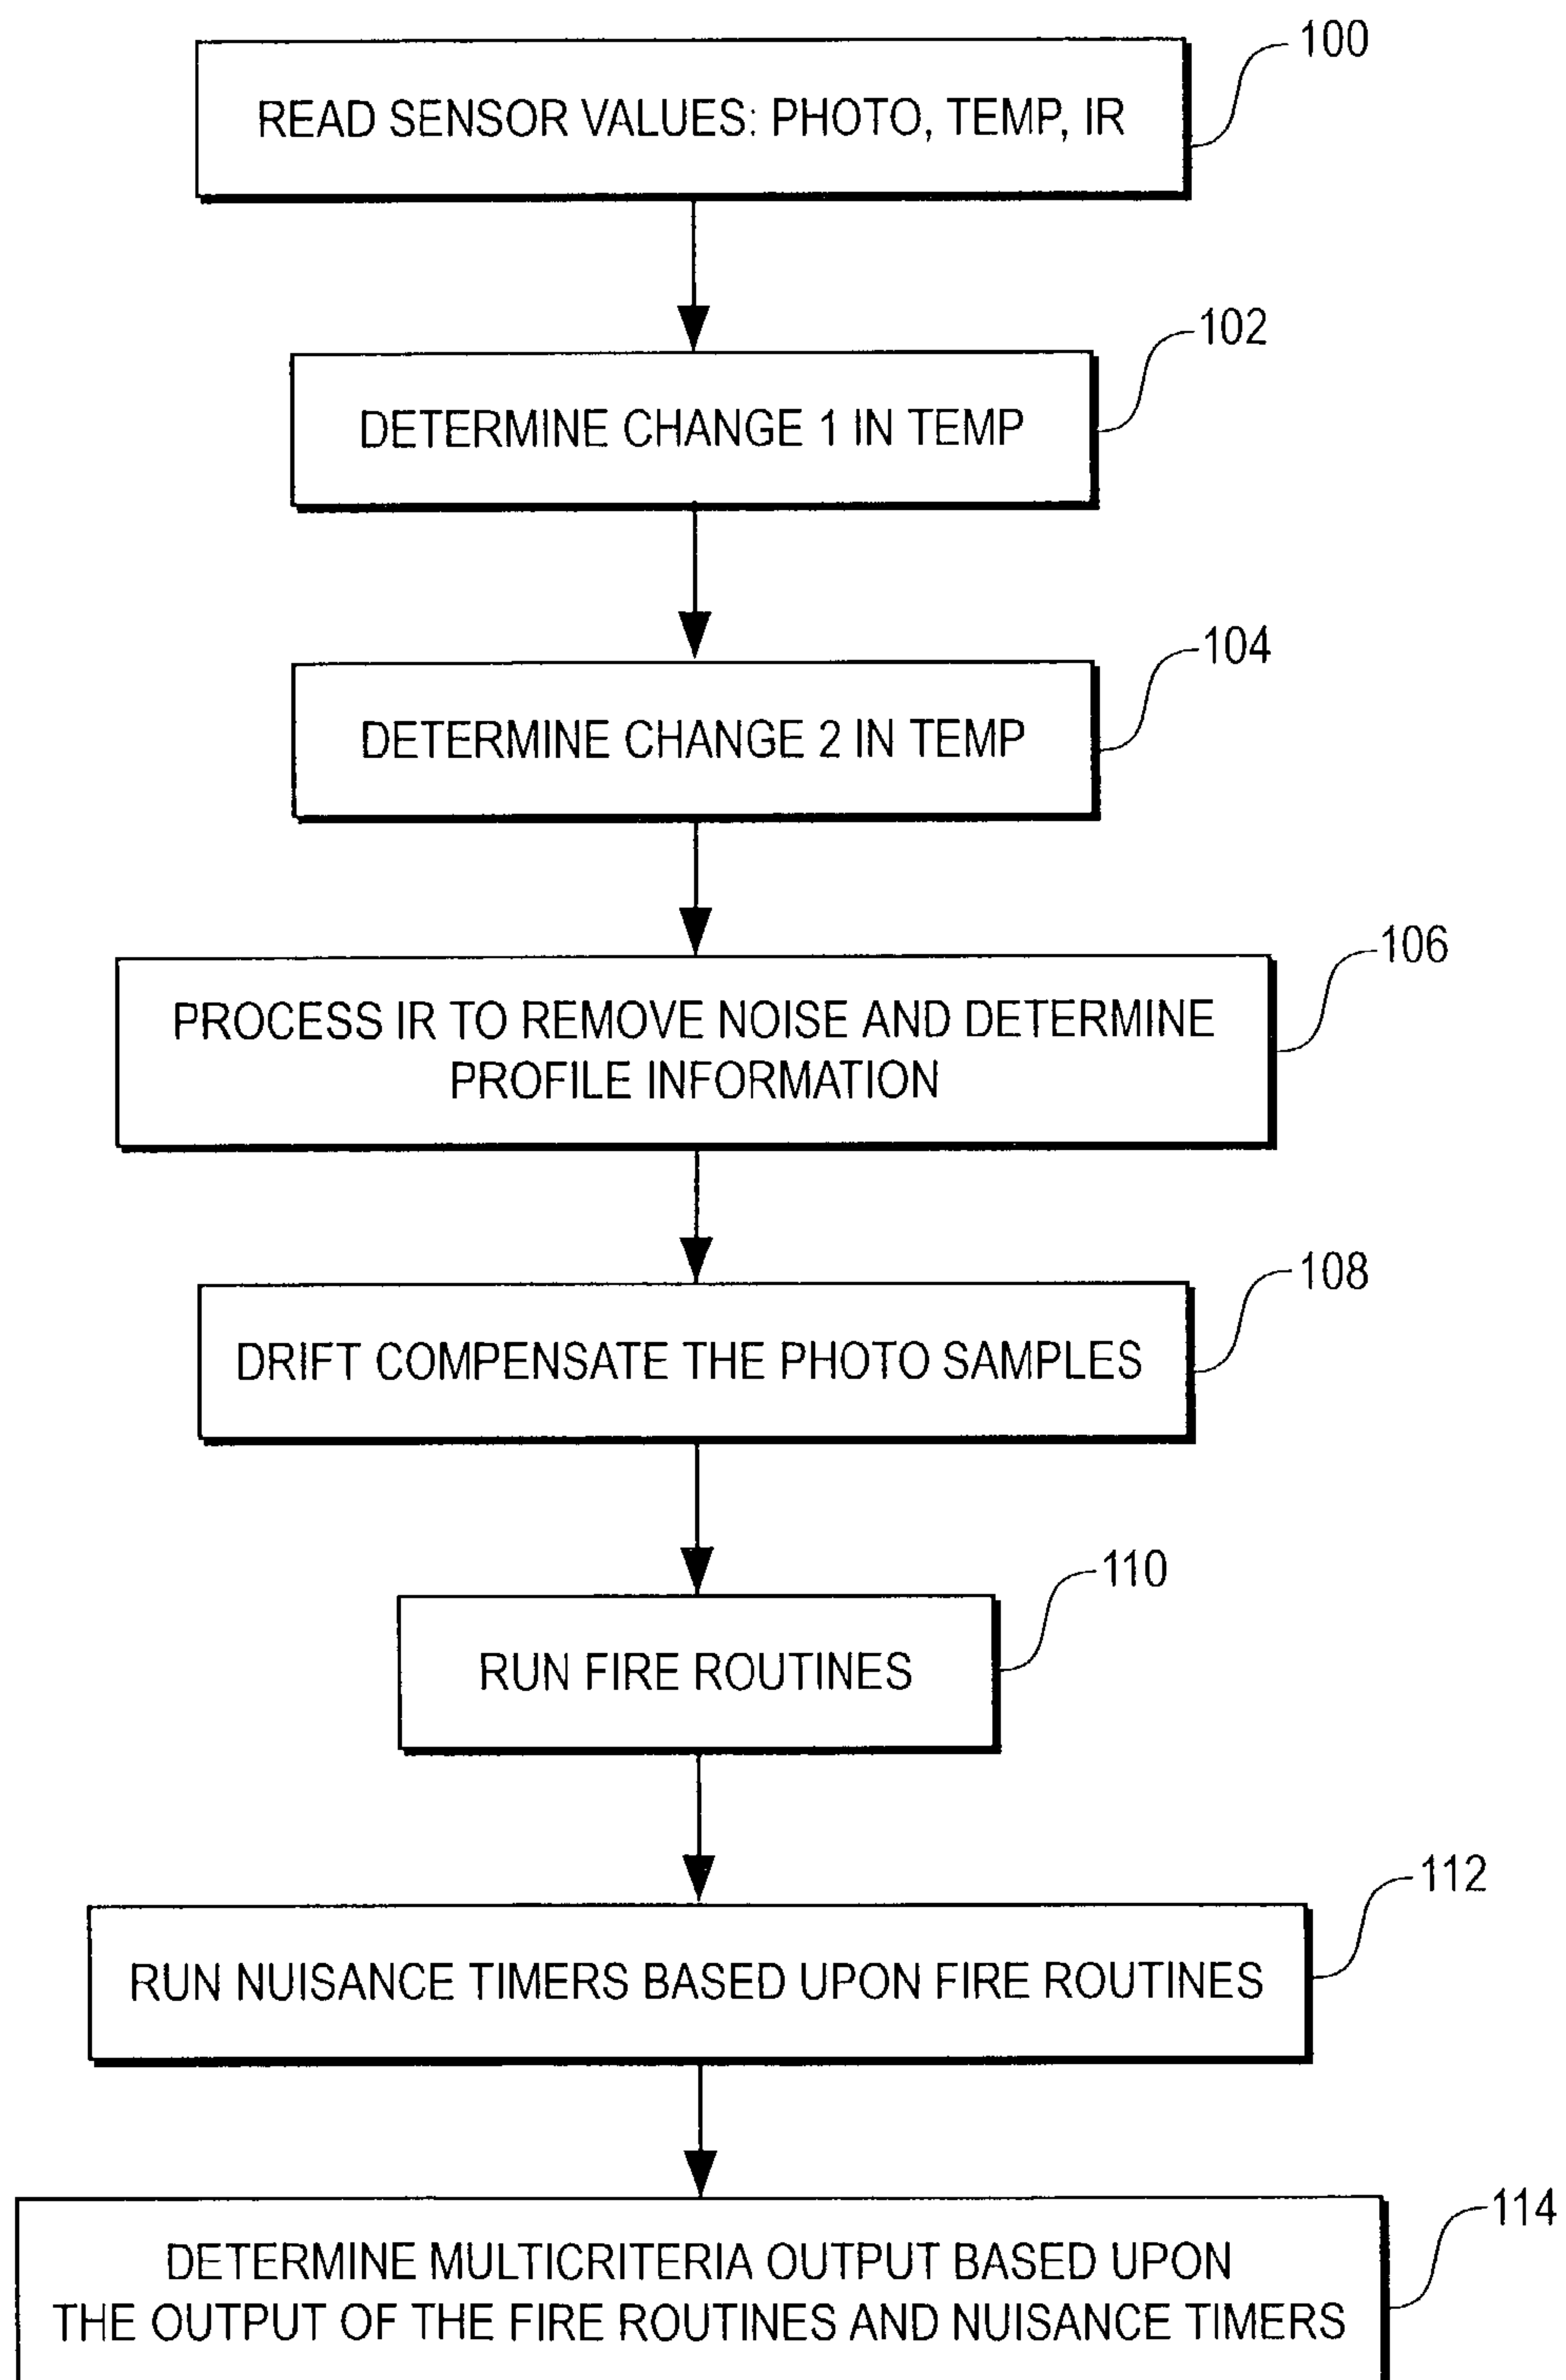 100
READ SENSOR VALUES: PHOTO, TEMP, IR
102
DETERMINE CHANGE 1 IN TEMP
104
DETERMINE CHANGE 2 IN TEMP
106
PROCESS IR TO REMOVE NOISE AND DETERMINE
PROFILE INFORMATION
108
DRIFT COMPENSATE THE PHOTO SAMPLES
110
RUN FIRE ROUTINES
112
RUN NUISANCE TIMERS BASED UPON FIRE ROUTINES
114
DETERMINE MULTICRITERIA OUTPUT BASED UPON
THE OUTPUT OF THE FIRE ROUTINES AND NUISANCE TIMERS